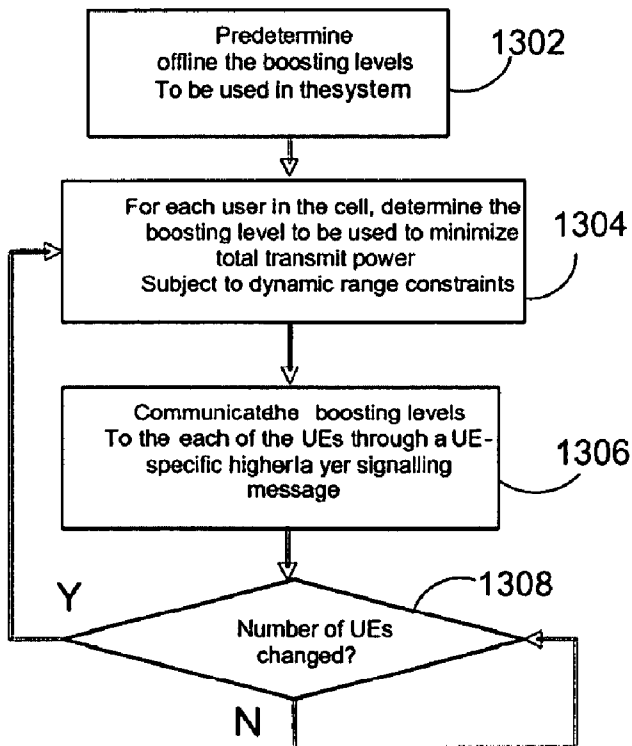 Predetermine
offline the boosting levels
To be used in thesystem
1302
For each user in the cell, determine the
boosting level to be used to minimize
total transmit power
Subject to dynamic range constraints
1304
Communicatethe boosting levels
To the each of the UEs through a UE-
specific higherla yer signalling
message
1306
1308
Y
Number of UEs
changed?
N